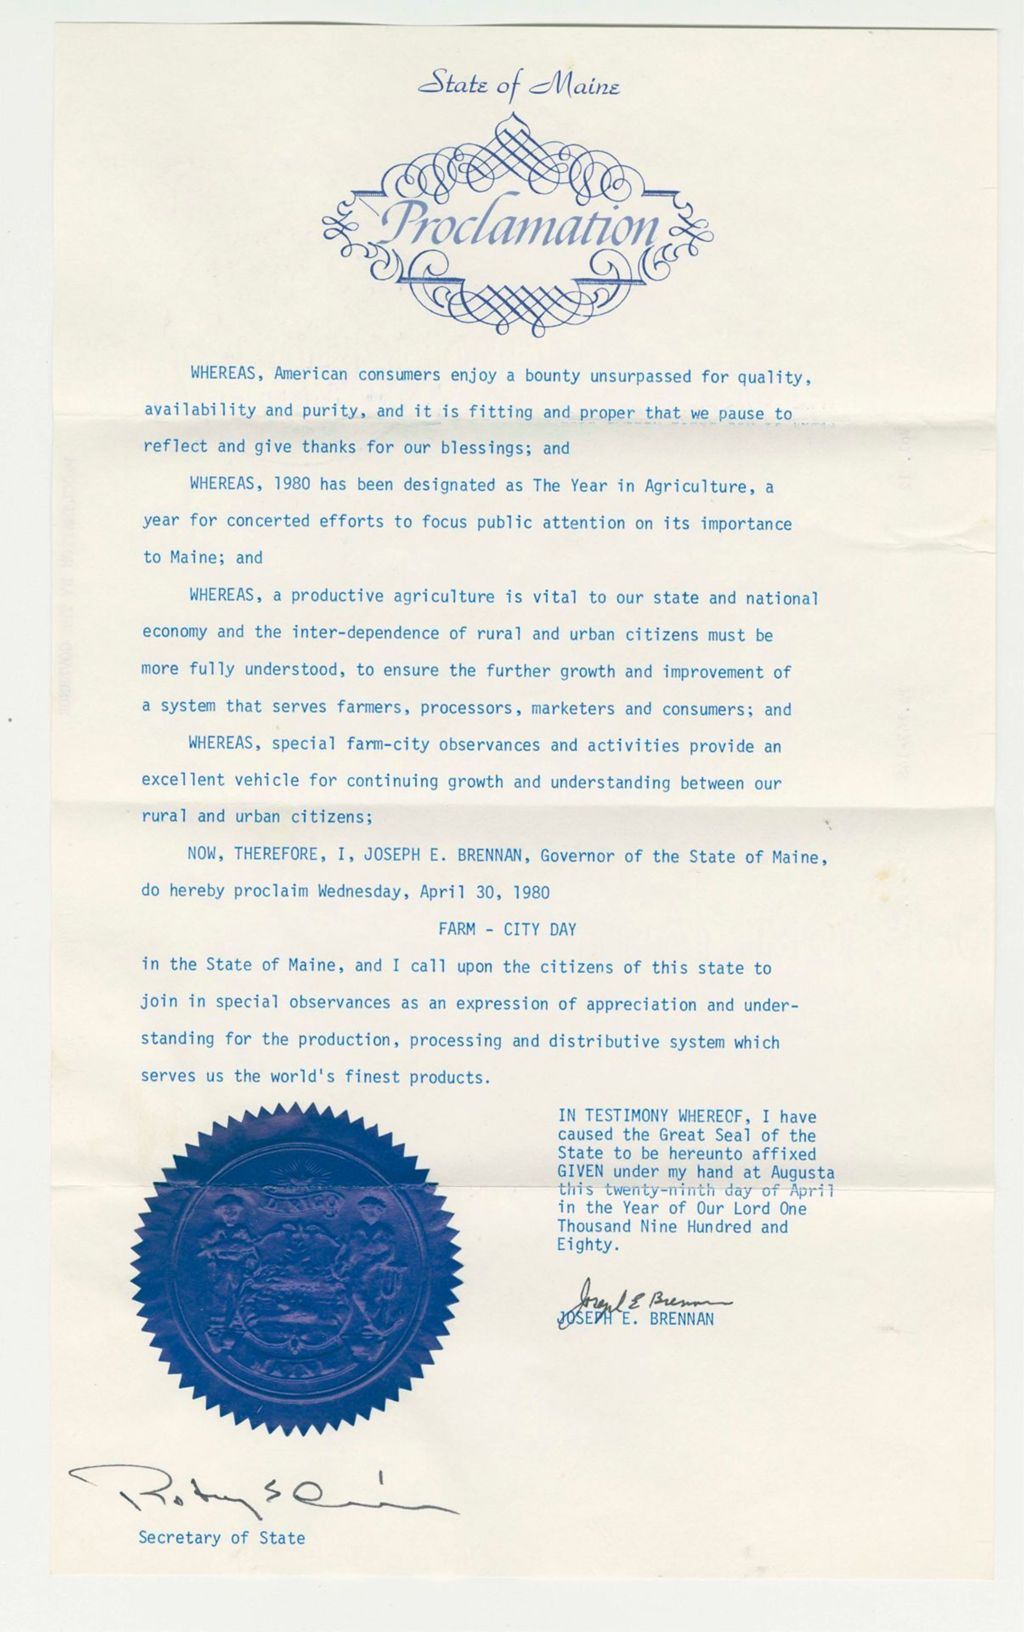 State of Maine
Proclamation
WHEREAS, American consumers enjoy a bounty unsurpassed for quality,
availability and purity, and it is fitting and proper that we pause to
reflect and give thanks for our blessings; and
WHEREAS, 1980 has been designated as The Year in Agriculture, a
year for concerted efforts to focus public attention on its importance
to Maine; and
WHEREAS, a productive agriculture is vital to our state and national
economy and the inter-dependence of rural and urban citizens must be
more fully understood, to ensure the further growth and improvement of
a system that serves farmers, processors, marketers and consumers; and
WHEREAS, special farm-city observances and activities provide an
excellent vehicle for continuing growth and understanding between our
rural and urban citizens;
NOW, THEREFORE, I, JOSEPH E. BRENNAN, Governor of the State of Maine,
do hereby proclaim Wednesday, April 30, 1980
FARM - CITY DAY
in the State of Maine, and I call upon the citizens of this state to
join in special observances as an expression of appreciation and under-
standing for the production, processing and distributive system which
serves us the world's finest products.
IN TESTIMONY WHEREOF, I have
caused the Great Seal of the
State to be hereunto affixed
GIVEN under my hand at Augusta
this twenty-ninth day of April
in the Year of Our Lord One
Thousand Nine Hundred and
Eighty.
Joseph E Brennan
JOSEPH E. BRENNAN
Secretary of State